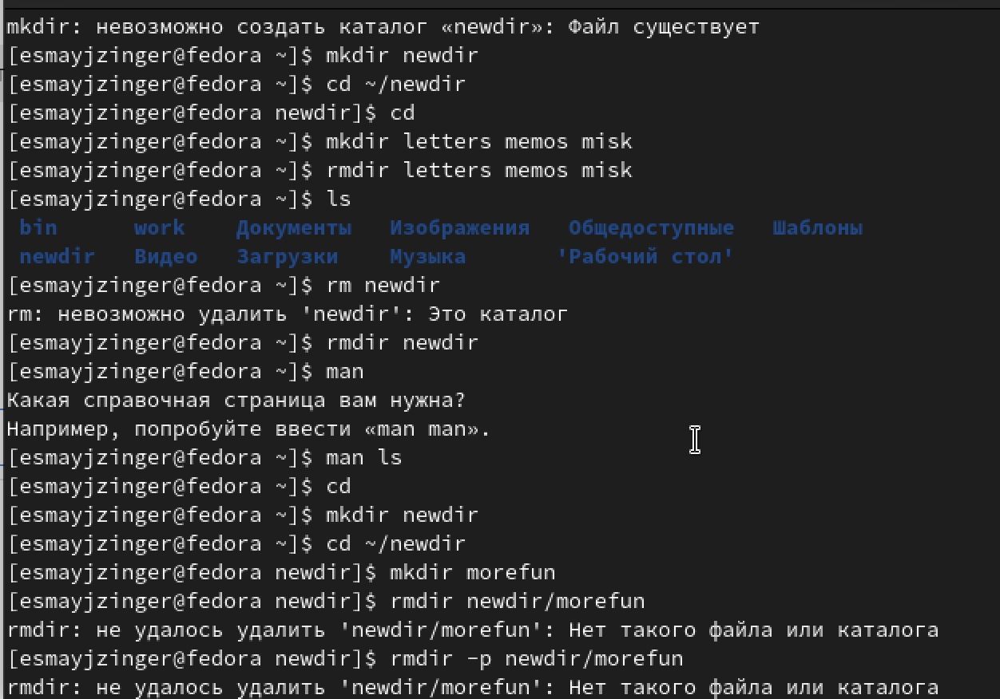 mkdir: невозможно создать каталог «newdir»: Файл существует
[esmayjzinger@fedora ~]$ mkdir newdir
[esmayjzinger@fedora ~]$ cd ~/newdir
[esmayjzinger@fedora newdir]$ cd
[esmayjzinger@fedora ~]$ mkdir letters memos misk
[esmayjzinger@fedora ~]$ rmdir letters memos misk
[esmayjzinger@fedora ~]$ ls
bin work Документы Изображения Общедоступные Шаблоны
newdir Видео Загрузки Музыка 'Рабочий стол'
[esmayjzinger@fedora ~]$ rm newdir
rm: невозможно удалить 'newdir': Это каталог
[esmayjzinger@fedora ~]$ rmdir newdir
[esmayjzinger@fedora ~]$ man
Какая справочная страница вам нужна?
Например, попробуйте ввести «man man».
[esmayjzinger@fedora ~]$ man ls
[esmayjzinger@fedora ~]$ cd
[esmayjzinger@fedora ~]$ mkdir newdir
[esmayjzinger@fedora ~]$ cd ~/newdir
[esmayjzinger@fedora newdir]$ mkdir morefun
[esmayjzinger@fedora newdir]$ rmdir newdir/morefun
rmdir: не удалось удалить 'newdir/morefun': Нет такого файла или каталога
[esmayjzinger@fedora newdir]$ rmdir -p newdir/morefun
rmdir: не удалось удалить 'newdir/morefun': Нет такого файла или каталога